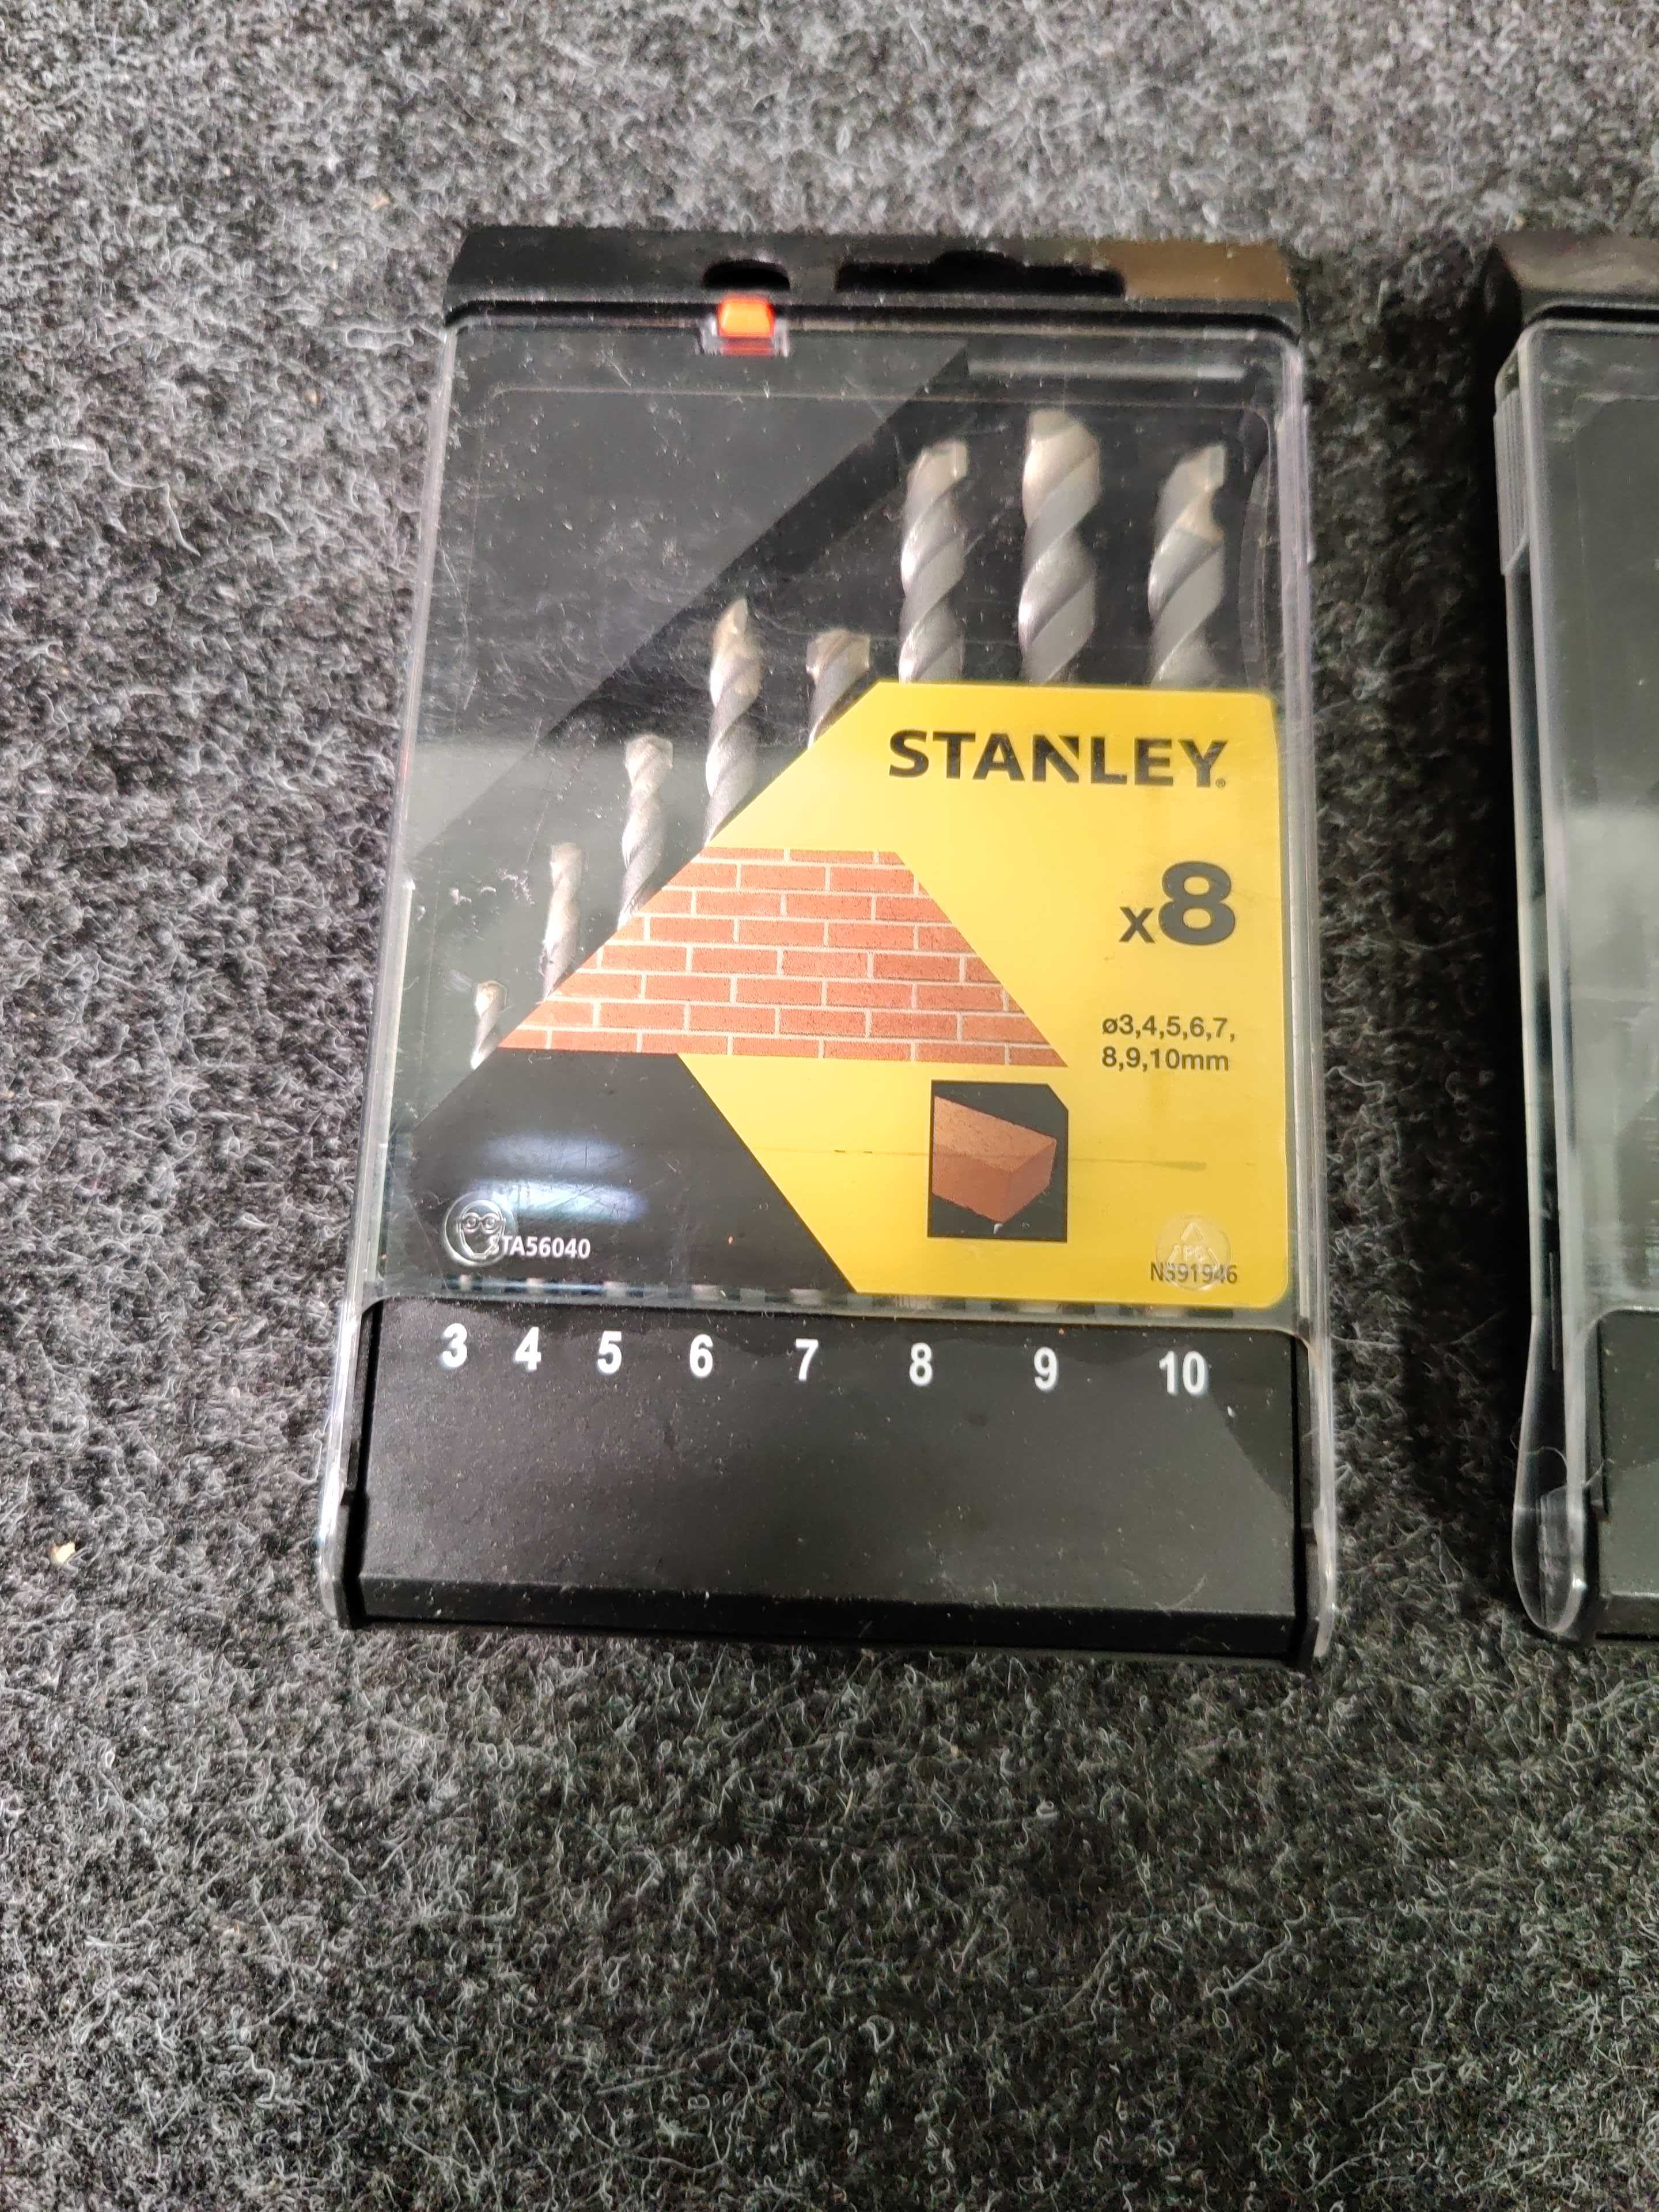 STANLEY®
x8
ø3,4,5,6,7,
8,9,10mm
STA56040
N591946
3 4 5 6 7 8 9 10